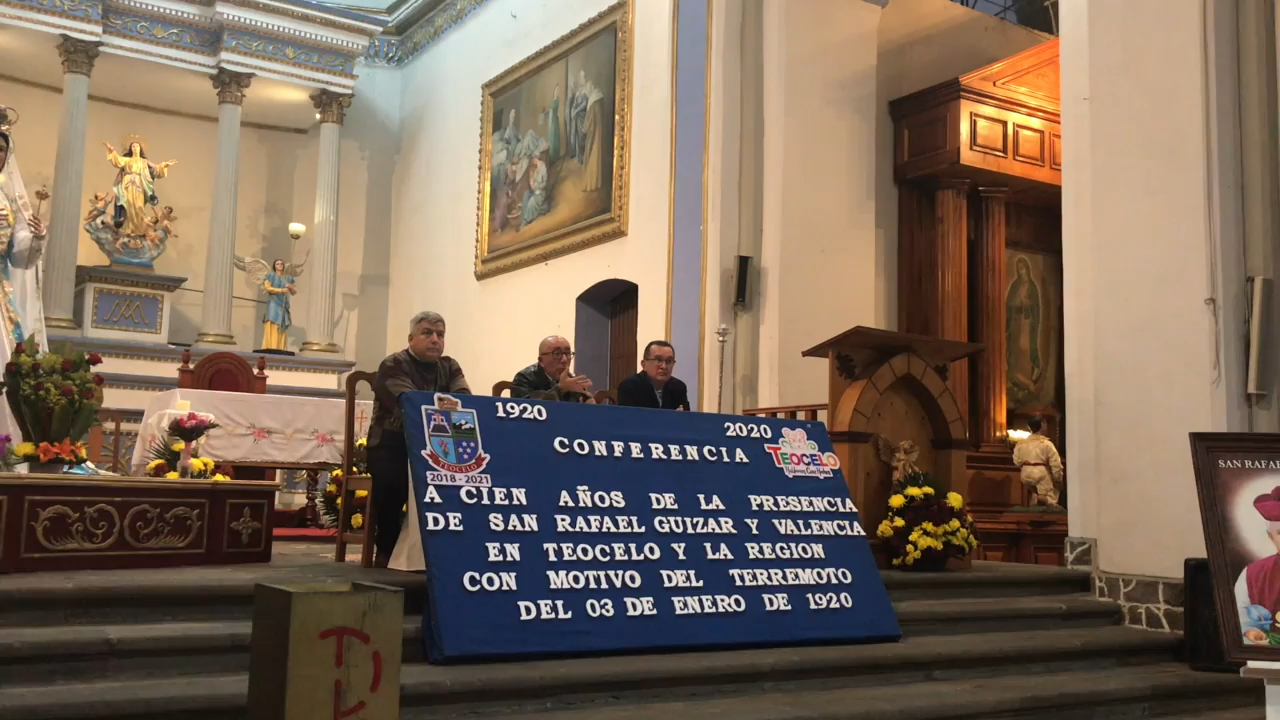 1920
2020
CONFERENCIA
TEOCELO
2018 - 2021
TEOCELO
A CIEN AÑOS DE LA PRESENCIA
DE SAN RAFAEL GUIZAR Y VALENCIA
EN TEOCELO Y LA REGION
CON MOTIVO DEL TERREMOTO
DEL 03 DE ENERO DE 1920
SAN RAFAE